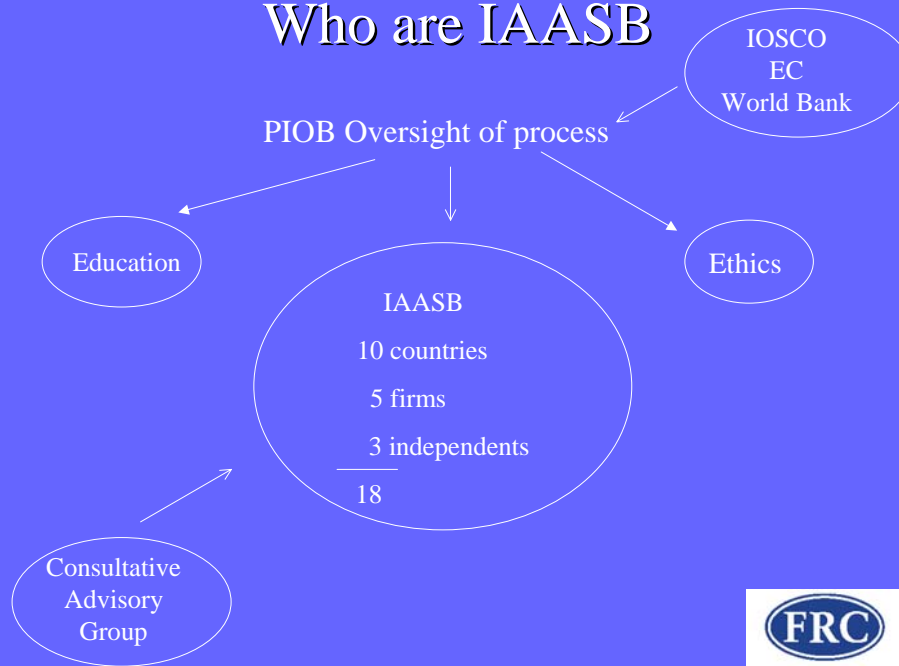 Who are IAASB
IOSCO
EC
World Bank
PIOB Oversight of process
Education
Ethics
IAASB
10 countries
5 firms
3 independents
18
Consultative
Advisory
Group
FRC